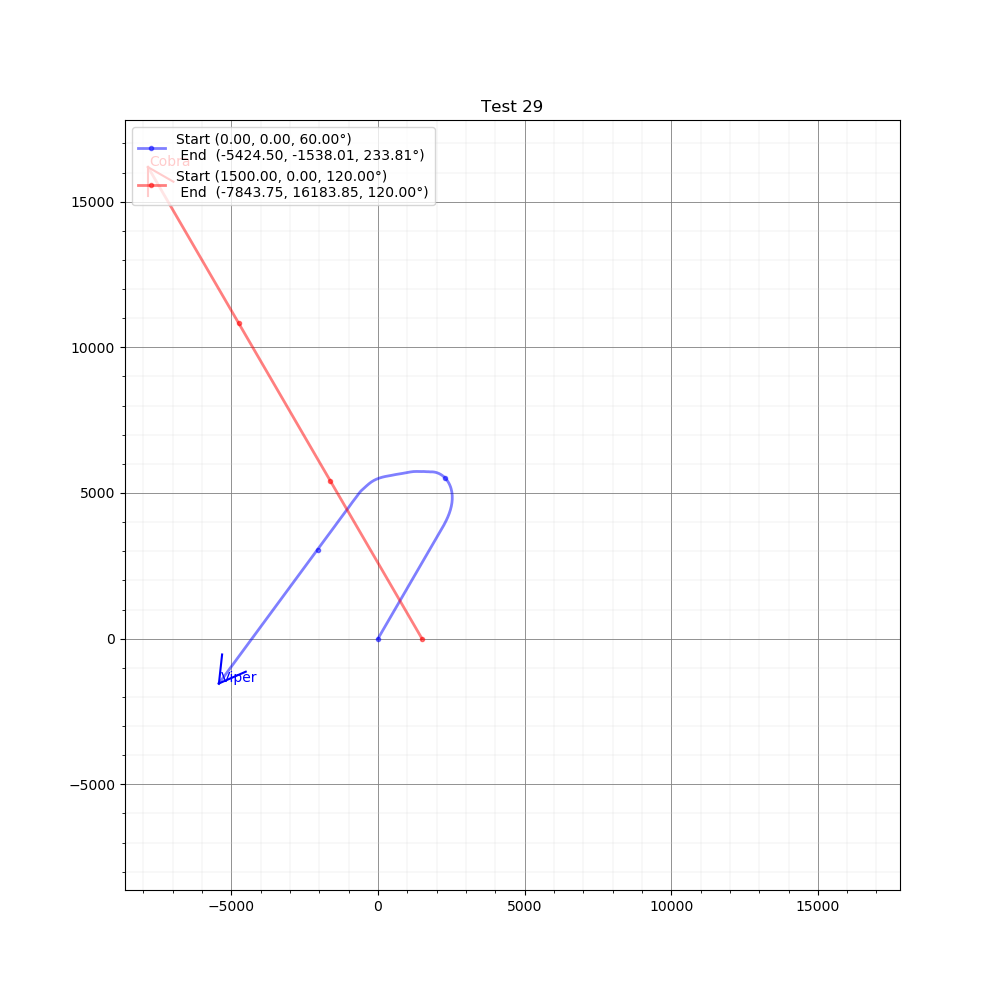 Test 29
Start (0.00, 0.00, 60.00°)
End (-5424.50, -1538.01, 233.81°)
Start (1500.00, 0.00, 120.00°)
End (-7843.75, 16183.85, 120.00°)
Cobra
15000
10000
5000
0
Viper
−5000
−5000
0
5000
10000
15000